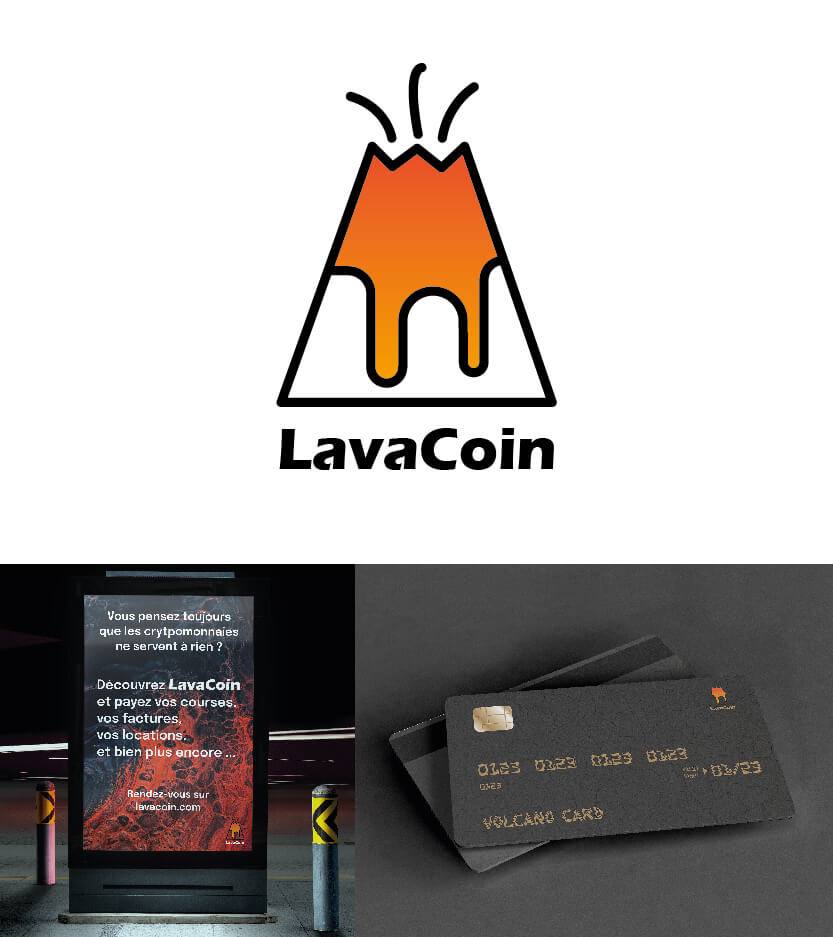 LavaCoin
Vous pensez toujours
que les crytpomonnaies
ne servent à rien ?
Découvrez LavaCoin
et payez vos courses,
vos factures,
vos locations,
et bien plus encore ...
Rendez-vous sur
lavacoin.com
LavaCoin
LavaCoin
0123 0123 0123 0123
0123
01/23
VOLCANO CARD